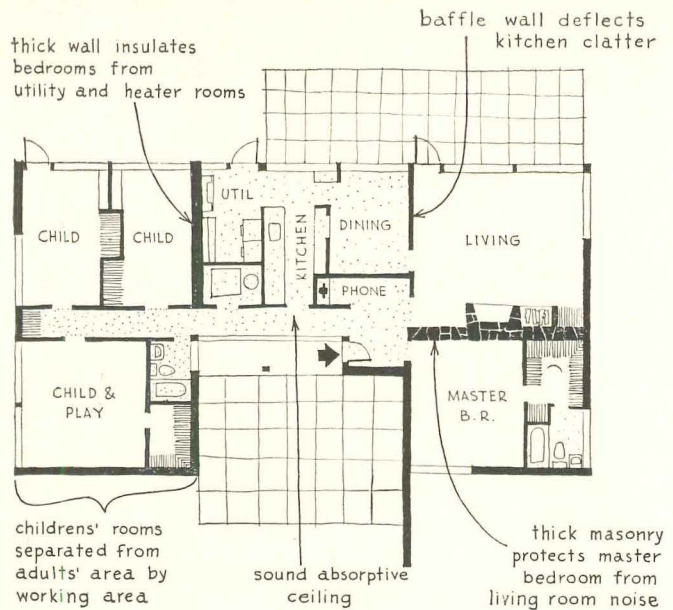 baffle wall deflects
kitchen clatter
thick wall insulates
bedrooms from
utility and heater rooms
UTIL
CHILD
CHILD
KITCHEN
DINING
LIVING
PHONE
CHILD &
PLAY
MASTER
B.R.
childrens' rooms
separated from
adults' area by
working area
sound absorptive
ceiling
thick masonry
protects master
bedroom from
living room noise